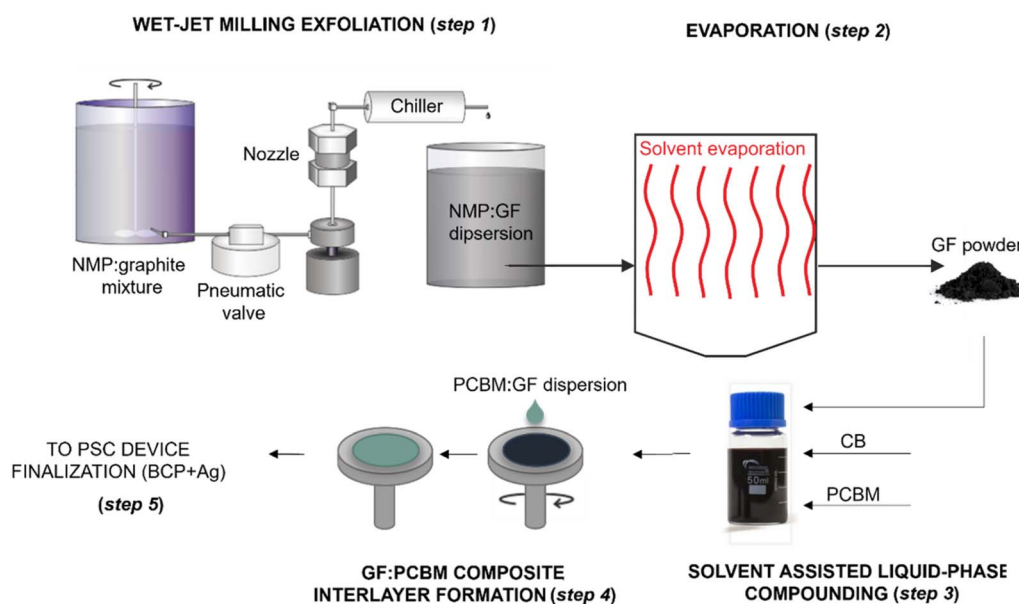 WET-JET MILLING EXFOLIATION (step 1)
EVAPORATION (step 2)
Chiller
Nozzle
NMP:graphite
mixture
Pneumatic
valve
NMP:GF
dipsersion
Solvent evaporation
GF powder
PCBM:GF dispersion
TO PSC DEVICE
FINALIZATION (BCP+Ag)
(step 5)
50ml
CB
PCBM
GF:PCBM COMPOSITE
INTERLAYER FORMATION (step 4)
SOLVENT ASSISTED LIQUID-PHASE
COMPOUNDING (step 3)